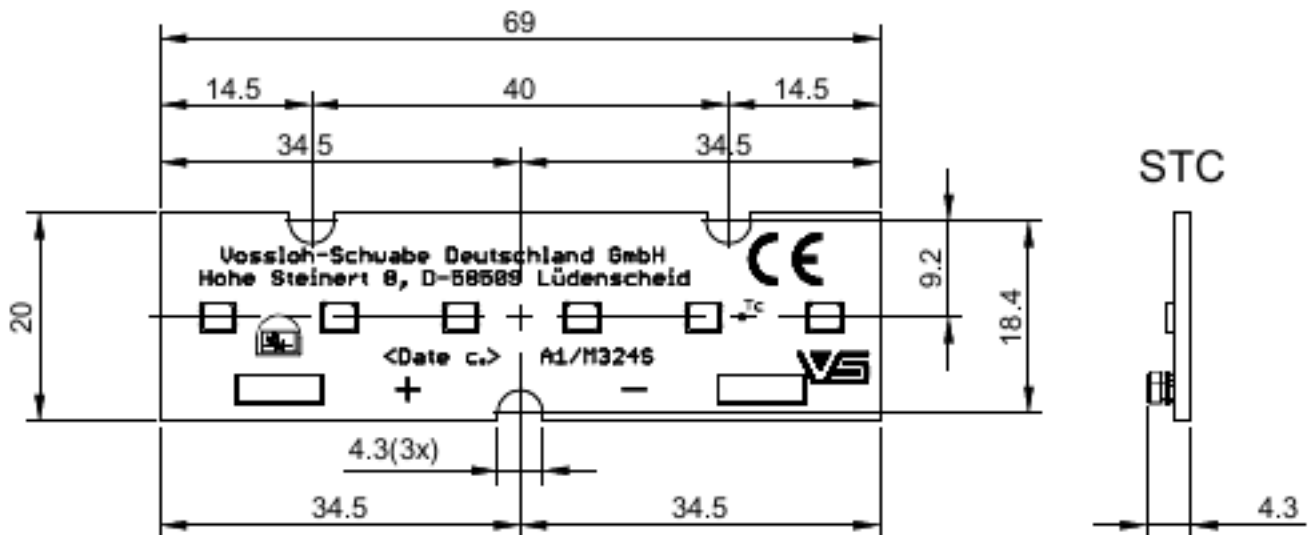 69
14.5 40 14.5
34.5 34.5
STC
Vossloh-Schwabe Deutschland GmbH
Hohe Steinert 8, D-58509 Lüdenscheid
CE
9.2
20
18.4
Tc
<Date c.> A1/M3246
VS
+ −
4.3(3x)
34.5 34.5
4.3